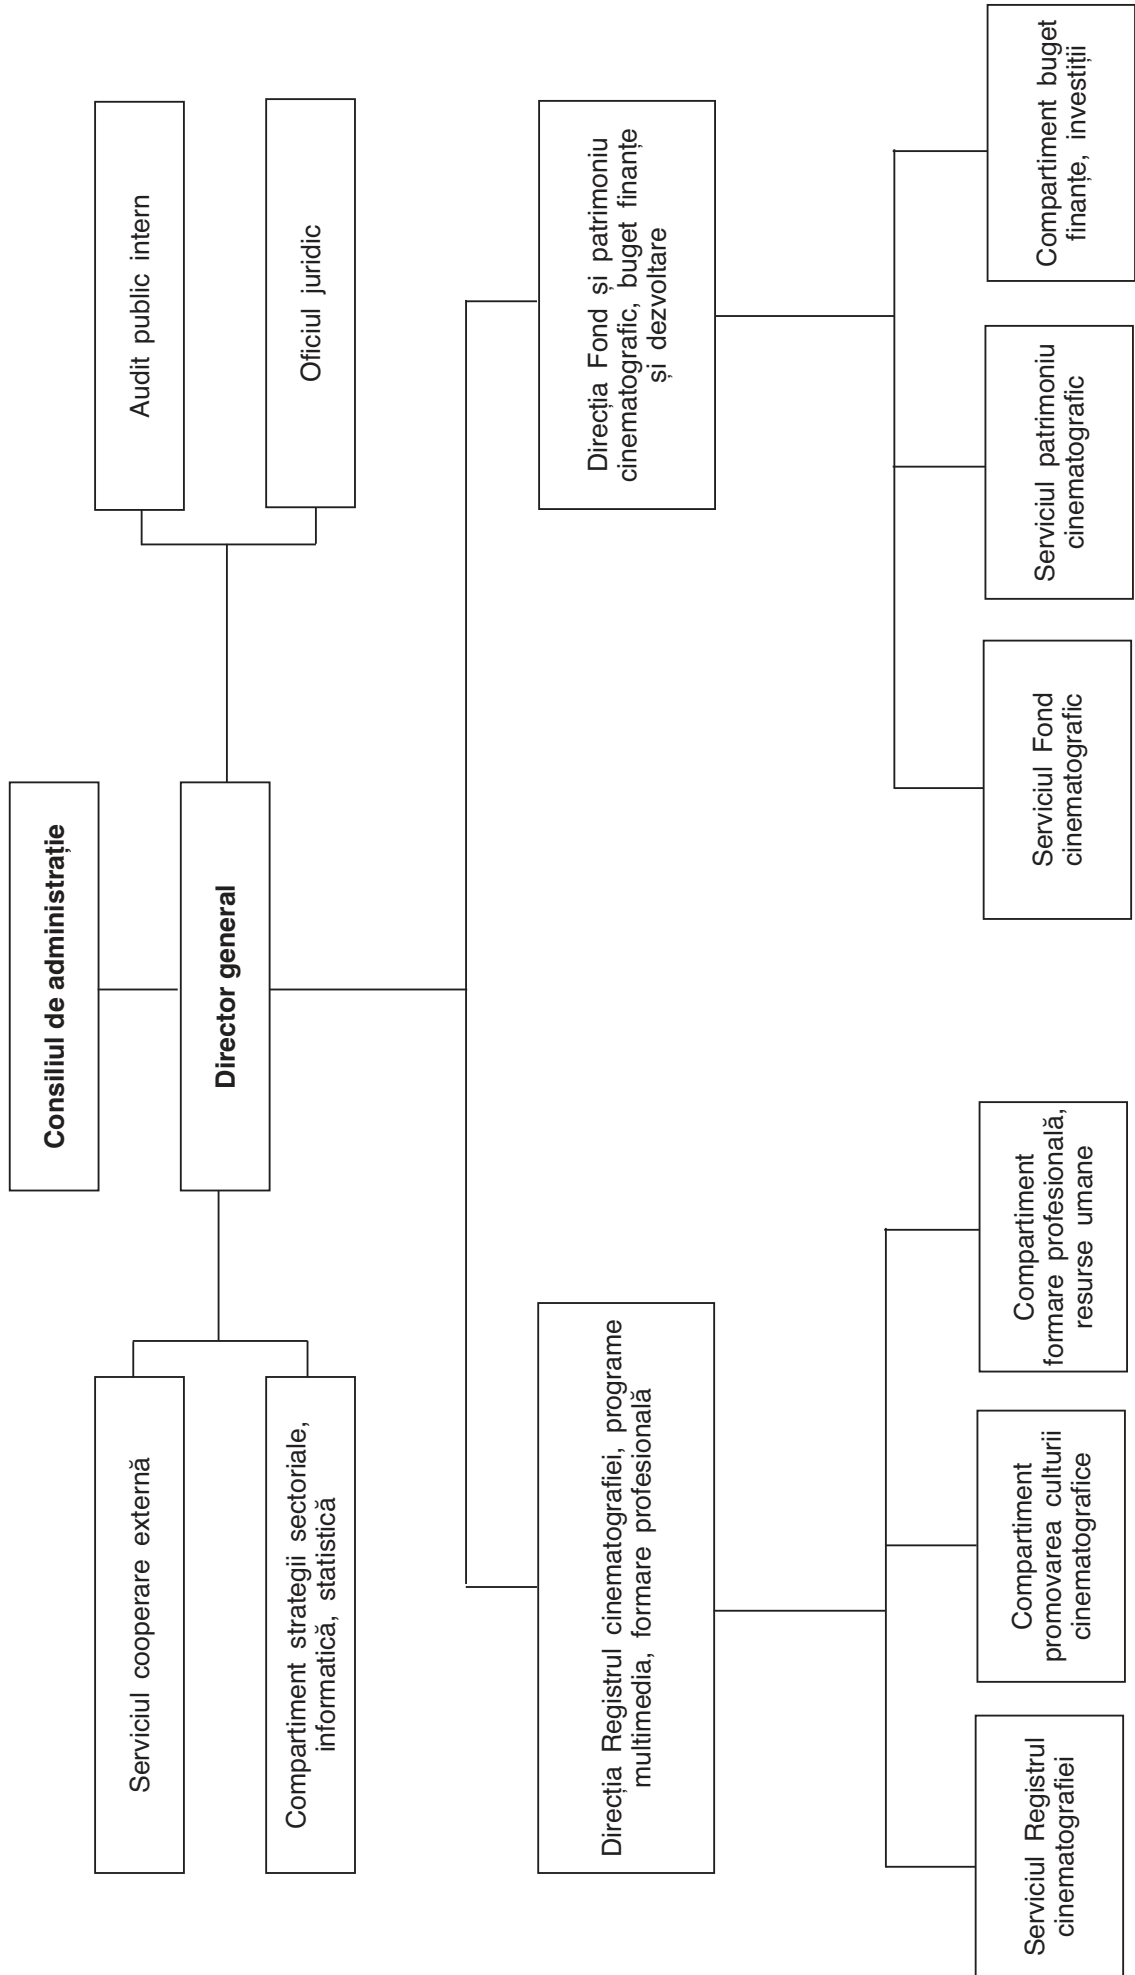 Consiliul de administrație
Director general
Serviciul cooperare externă
Compartiment strategii sectoriale,
informatică, statistică
Audit public intern
Oficiul juridic
Direcția Registrul cinematografiei, programe
multimedia, formare profesională
Direcția Fond și patrimoniu
cinematografic, buget finanțe
și dezvoltare
Serviciul Registrul
cinematografiei
Compartiment
promovarea culturii
cinematografice
Compartiment
formare profesională,
resurse umane
Serviciul Fond
cinematografic
Serviciul patrimoniu
cinematografic
Compartiment buget
finanțe, investiții